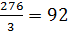 276/3 = 92